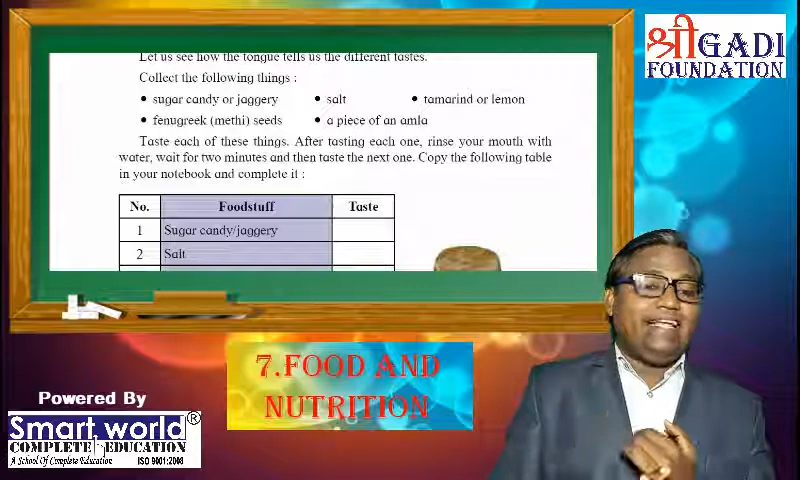 Let us see how the tongue tells us the different tastes.
Collect the following things :
• sugar candy or jaggery • salt • tamarind or lemon
• fenugreek (methi) seeds • a piece of an amla
Taste each of these things. After tasting each one, rinse your mouth with
water, wait for two minutes and then taste the next one. Copy the following table
in your notebook and complete it :
No. Foodstuff Taste
1 Sugar candy/jaggery
2 Salt
श्रीGADI
FOUNDATION
7.FOOD AND
NUTRITION
Powered By
Smart world®
COMPLETE EDUCATION
A School Of Complete Education ISO 9001:2008